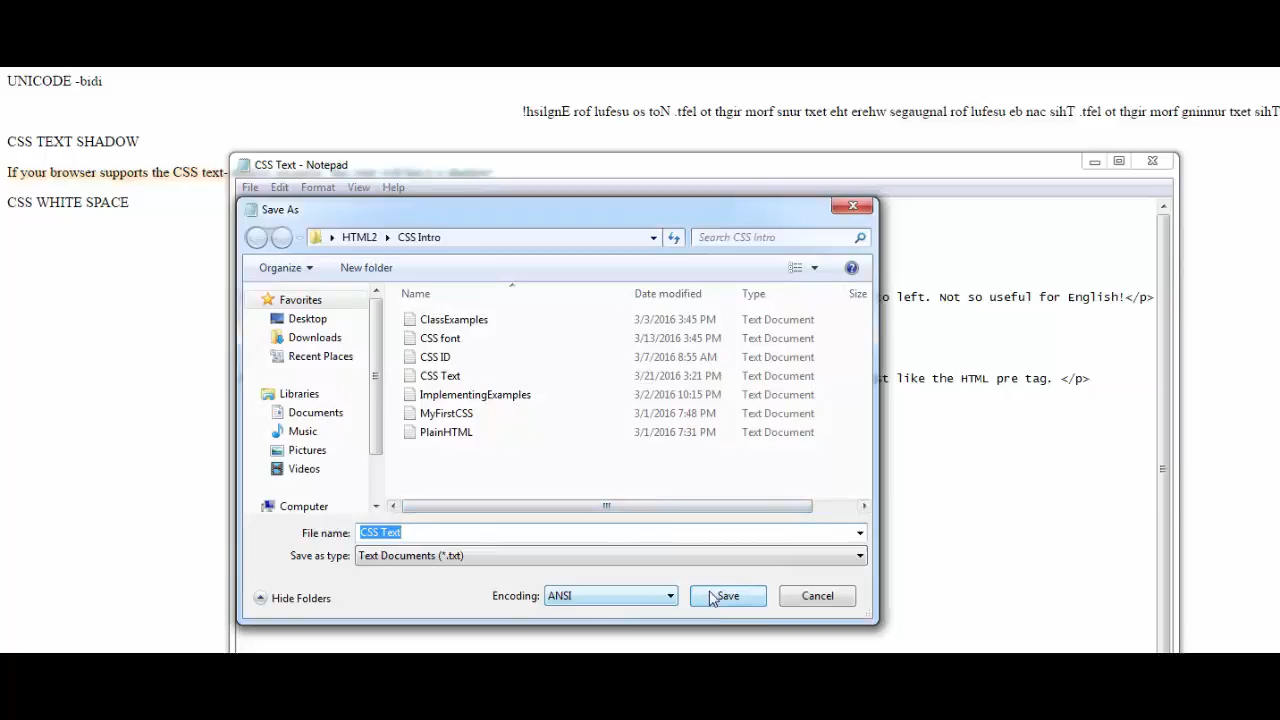 UNICODE -bidi
!hsilgnE rof lufesu os toN .tfel ot thgir morf snur txet eht erehw segaugnal rof lufesu eb nac sihT .tfel ot thgir morf gninnur txet sihT
CSS TEXT SHADOW
CSS Text - Notepad
If your browser supports the CSS text-
File Edit Format View Help
CSS WHITE SPACE
Save As
HTML2 CSS Intro Search CSS Intro
Organize New folder
Name Date modified Type Size
Favorites
to left. Not so useful for English!</p>
Desktop ClassExamples 3/3/2016 3:45 PM Text Document
Downloads CSS font 3/13/2016 3:45 PM Text Document
Recent Places CSS ID 3/7/2016 8:55 AM Text Document
CSS Text 3/21/2016 3:21 PM Text Document
like the HTML pre tag. </p>
Libraries ImplementingExamples 3/2/2016 10:15 PM Text Document
Documents MyFirstCSS 3/1/2016 7:48 PM Text Document
Music PlainHTML 3/1/2016 7:31 PM Text Document
Pictures
Videos
Computer
File name: CSS Text
Save as type: Text Documents (*.txt)
Hide Folders Encoding: ANSI Save Cancel